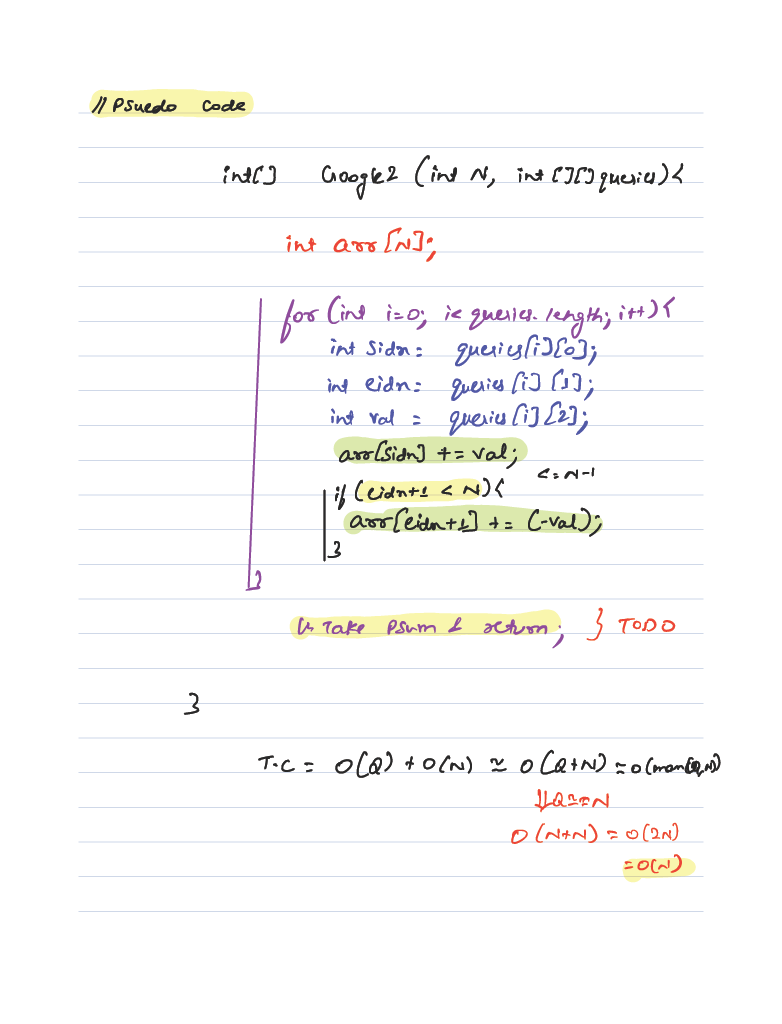 // Psuedo Code
int[] Google2 (int N, int [][] queries) {
int arr[N];
for (int i=0; i< queries.length; i++) {
int Sidx = queries[i][0];
int eidx = queries[i][1];
int val = queries[i][2];
arr[Sidx] += val;
<= N-1
if (eidx+1 < N) {
arr[eidx+1] += (-val);
}
}
↳ Take Psum & return; } TODO
}
T.C = O(Q) + O(N) ≈ O(Q+N) ≈ O(max(Q,N))
⇓ Q≈=N
O(N+N) = O(2N)
= O(N)